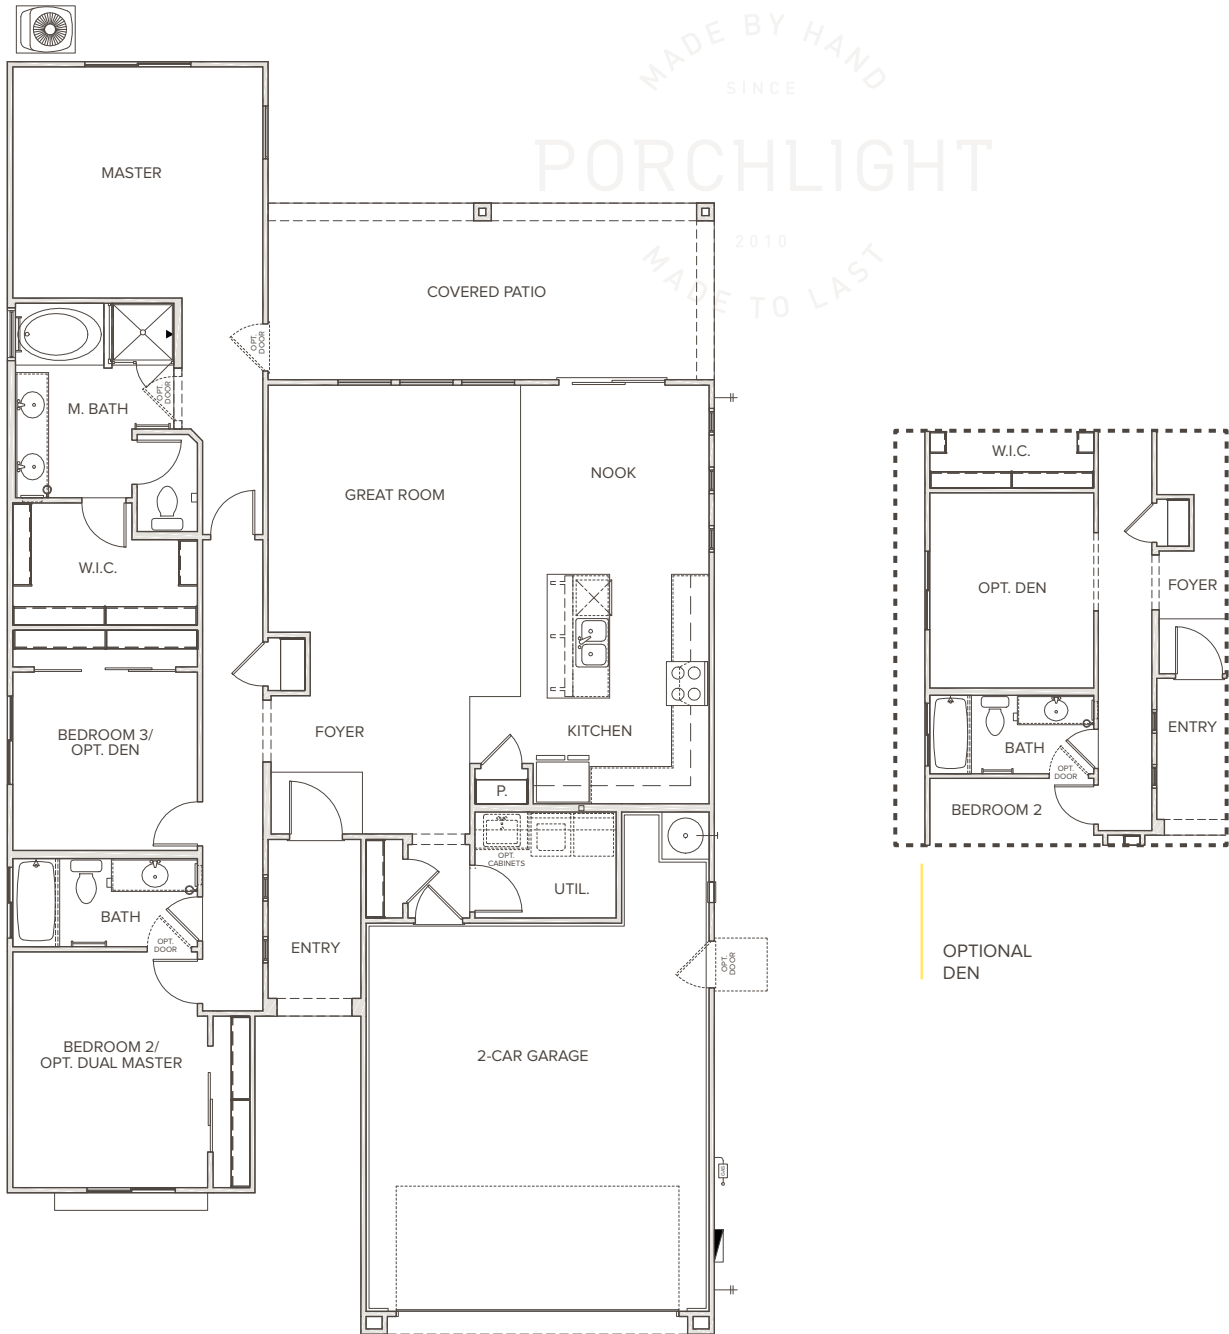 MADE BY HAND
SINCE
PORCHLIGHT
2010
MADE TO LAST
MASTER
COVERED PATIO
OPT.
DOOR
OPT.
DOOR
M. BATH
NOOK
GREAT ROOM
W.I.C.
FOYER
KITCHEN
BEDROOM 3/
OPT. DEN
P.
OPT.
CABINETS
UTIL.
BATH
OPT.
DOOR
ENTRY
OPT.
DOOR
BEDROOM 2/
OPT. DUAL MASTER
2-CAR GARAGE
GAS
W.I.C.
OPT. DEN
FOYER
ENTRY
BATH
OPT.
DOOR
BEDROOM 2
OPTIONAL
DEN